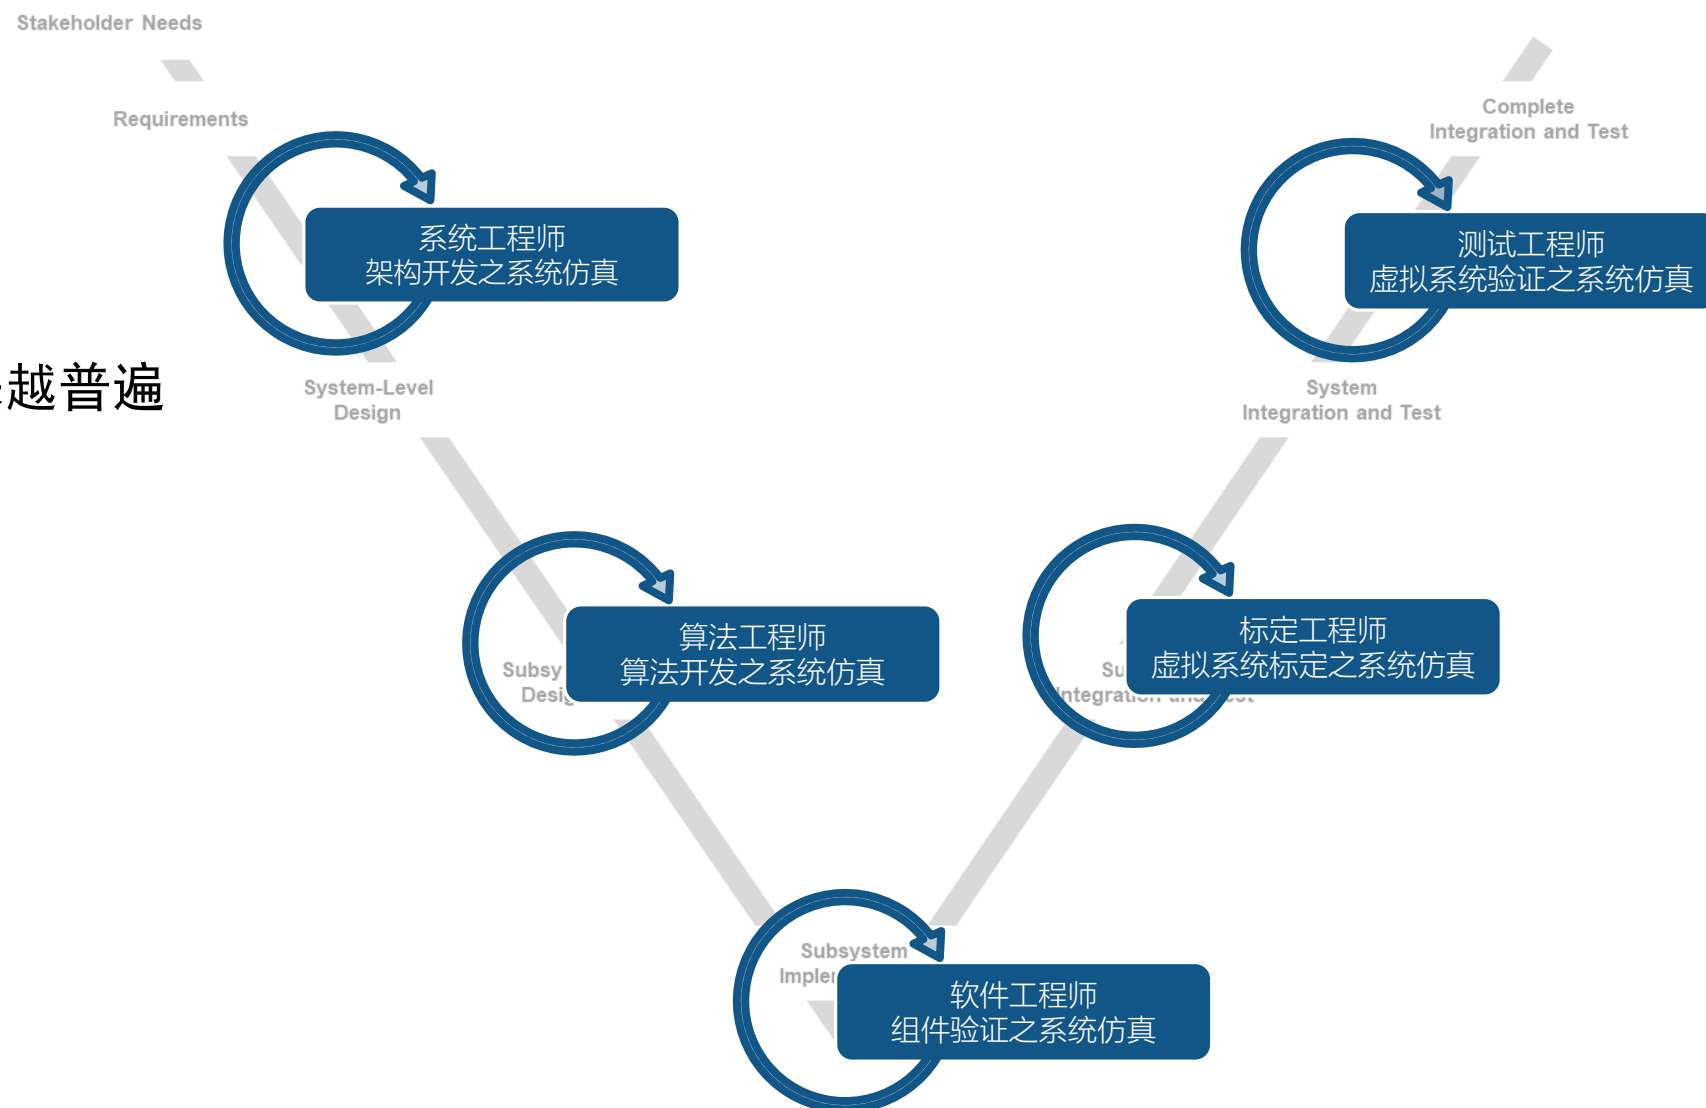 Stakeholder Needs
Requirements
系统工程师
架构开发之系统仿真
越普遍
System-Level
Design
算法工程师
算法开发之系统仿真
Subsystem
软件工程师
组件验证之系统仿真
标定工程师
虚拟系统标定之系统仿真
Integration and Test
System
Integration and Test
测试工程师
虚拟系统验证之系统仿真
Complete
Integration and Test